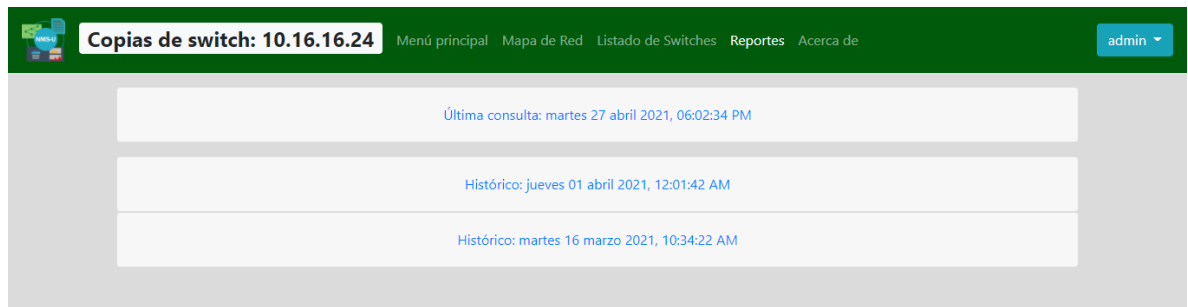 NMS-U
Copias de switch: 10.16.16.24 Menú principal Mapa de Red Listado de Switches Reportes Acerca de admin
Última consulta: martes 27 abril 2021, 06:02:34 PM
Histórico: jueves 01 abril 2021, 12:01:42 AM
Histórico: martes 16 marzo 2021, 10:34:22 AM